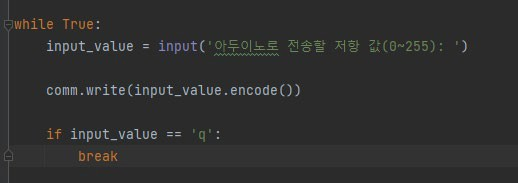 while True:
    input_value = input('아두이노로 전송할 저항 값(0~255): ')
    comm.write(input_value.encode())
    if input_value == 'q':
        break